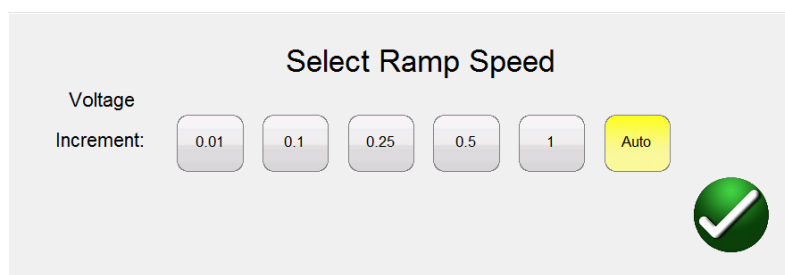 Select Ramp Speed
Voltage
Increment:
0.01
0.1
0.25
0.5
1
Auto